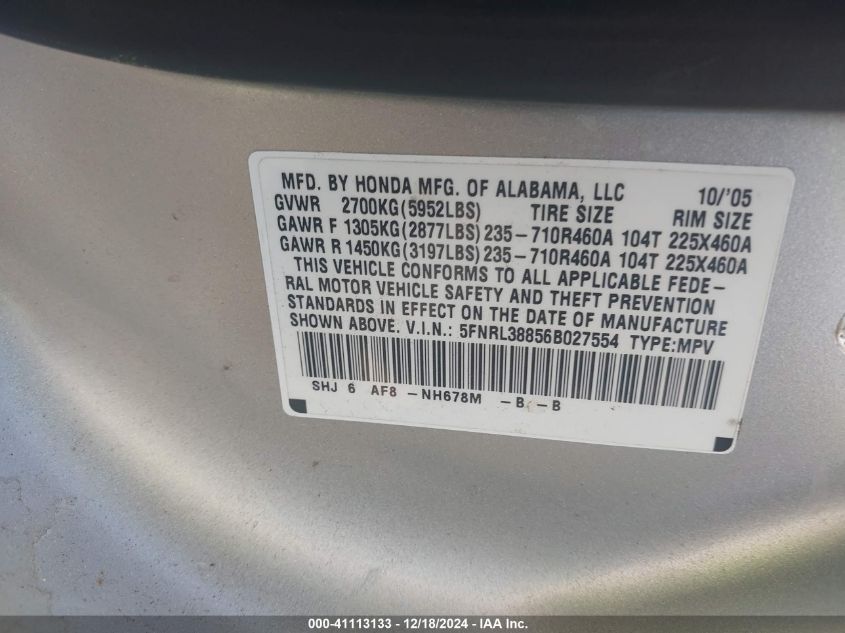 MFD. BY HONDA MFG. OF ALABAMA, LLC 10/'05
GVWR 2700KG(5952LBS) TIRE SIZE RIM SIZE
GAWR F 1305KG(2877LBS)235-710R460A 104T 225X460A
GAWR R 1450KG(3197LBS)235-710R460A 104T 225X460A
THIS VEHICLE CONFORMS TO ALL APPLICABLE FEDE-
RAL MOTOR VEHICLE SAFETY AND THEFT PREVENTION
STANDARDS IN EFFECT ON THE DATE OF MANUFACTURE
SHOWN ABOVE. V.I.N.: 5FNRL38856B027554 TYPE:MPV
SHJ 6 AF8 -NH678M -B -B
000-41113133 - 12/18/2024 - IAA Inc.